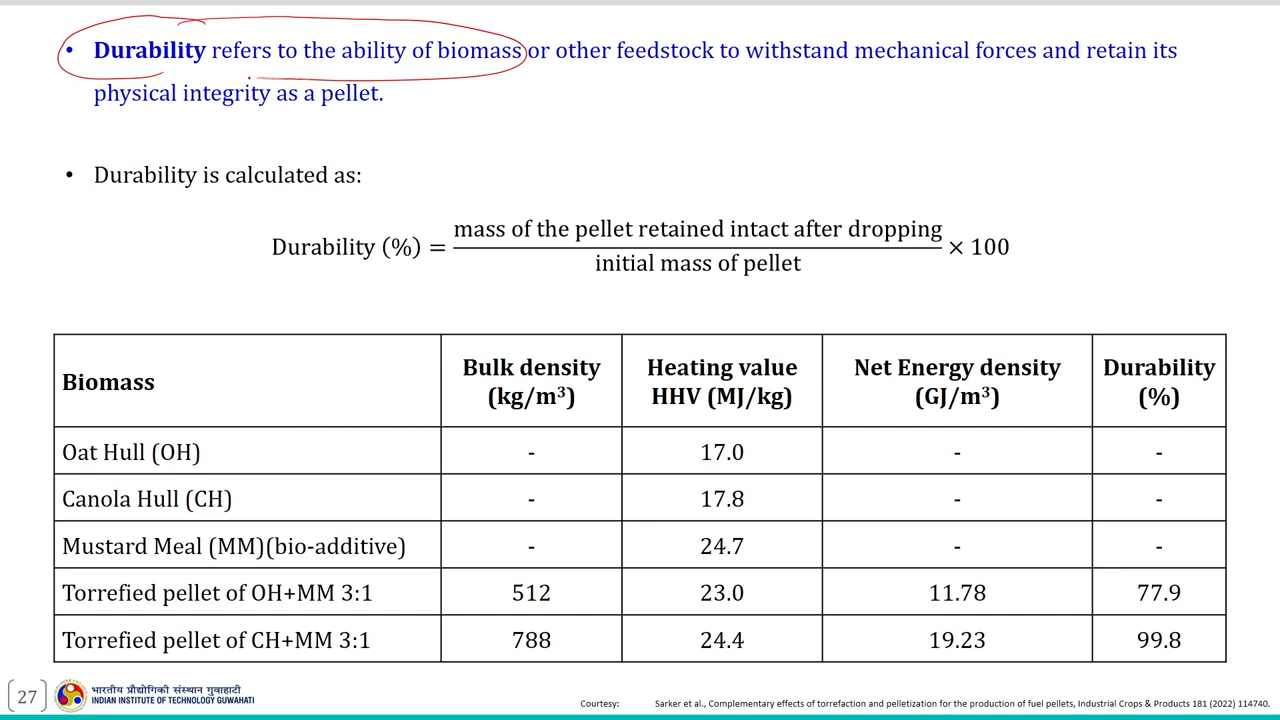 • Durability refers to the ability of biomass or other feedstock to withstand mechanical forces and retain its
physical integrity as a pellet.
• Durability is calculated as:
mass of the pellet retained intact after dropping
Durability (%) = × 100
initial mass of pellet
Biomass Bulk density (kg/m³) Heating value HHV (MJ/kg) Net Energy density (GJ/m³) Durability (%)
Oat Hull (OH) - 17.0 - -
Canola Hull (CH) - 17.8 - -
Mustard Meal (MM)(bio-additive) - 24.7 - -
Torrefied pellet of OH+MM 3:1 512 23.0 11.78 77.9
Torrefied pellet of CH+MM 3:1 788 24.4 19.23 99.8
27
भारतीय प्रौद्योगिकी संस्थान गुवाहाटी
INDIAN INSTITUTE OF TECHNOLOGY GUWAHATI
Courtesy: Sarker et al., Complementary effects of torrefaction and pelletization for the production of fuel pellets, Industrial Crops & Products 181 (2022) 114740.